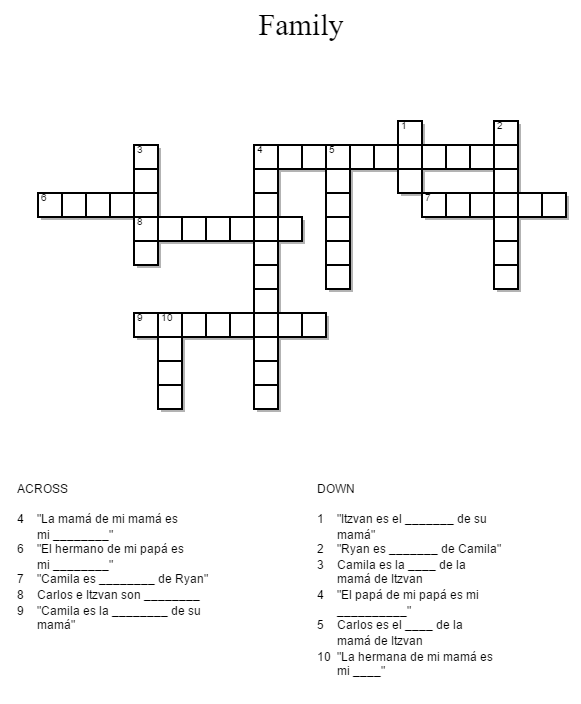 Family
1 2
3 4 5
6 7
8
9 10
ACROSS
4 "La mamá de mi mamá es
mi ________"
6 "El hermano de mi papá es
mi ________"
7 "Camila es ________ de Ryan"
8 Carlos e Itzvan son ________
9 "Camila es la ________ de su
mamá"
DOWN
1 "Itzvan es el _______ de su
mamá"
2 "Ryan es _______ de Camila"
3 Camila es la ____ de la
mamá de Itzvan
4 "El papá de mi papá es mi
__________"
5 Carlos es el ____ de la
mamá de Itzvan
10 "La hermana de mi mamá es
mi ____"